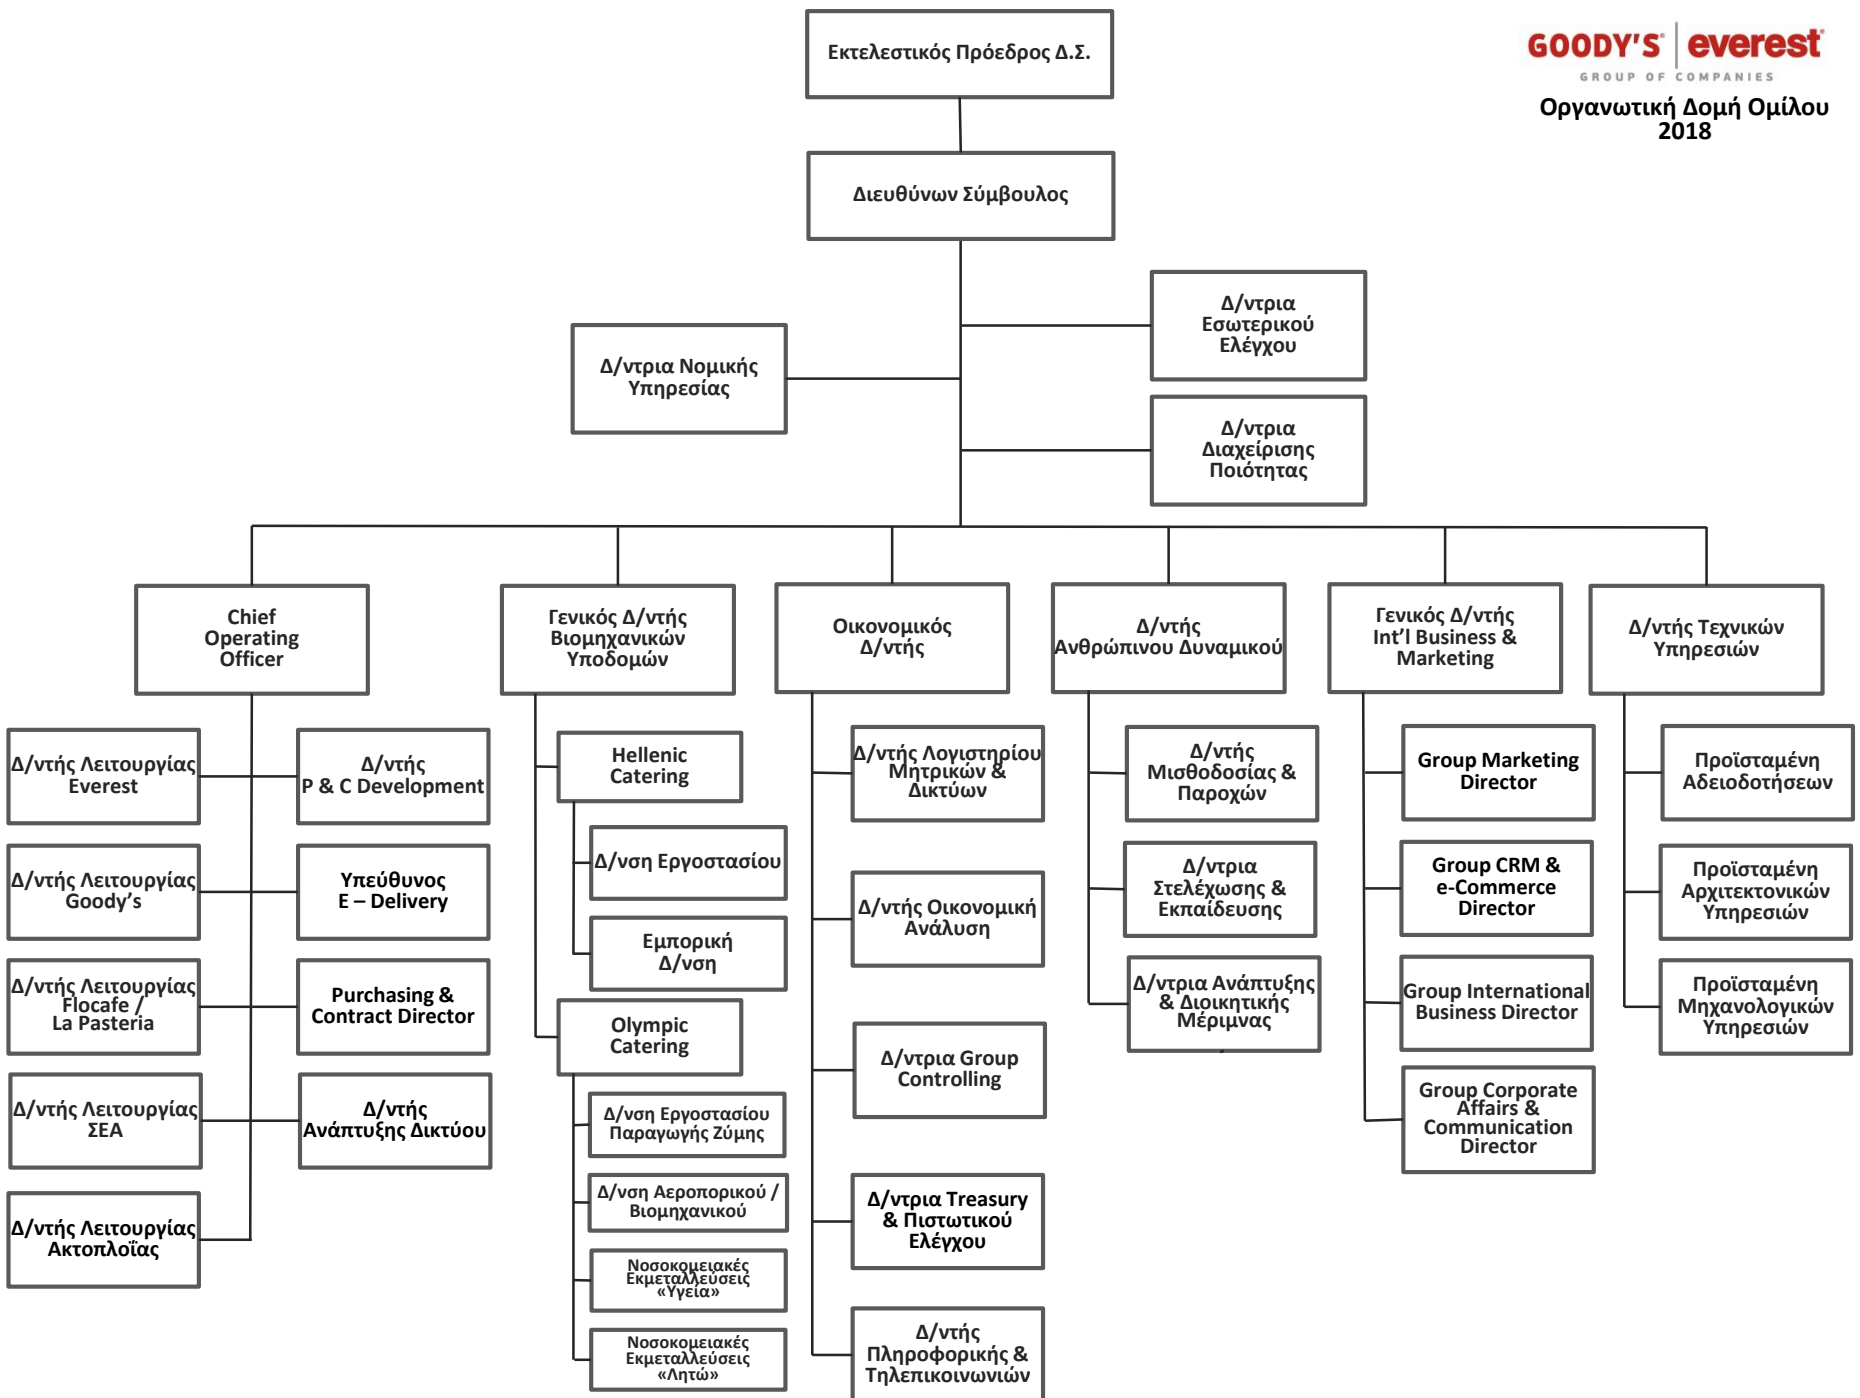 Εκτελεστικός Πρόεδρος Δ.Σ.
GOODY'S everest
GROUP OF COMPANIES
Οργανωτική Δομή Ομίλου
2018
Διευθύνων Σύμβουλος
Δ/ντρια
Εσωτερικού
Ελέγχου
Δ/ντρια Νομικής
Υπηρεσίας
Δ/ντρια
Διαχείρισης
Ποιότητας
Chief
Operating
Officer
Γενικός Δ/ντής
Βιομηχανικών
Υποδομών
Οικονομικός
Δ/ντής
Δ/ντής
Ανθρώπινου Δυναμικού
Γενικός Δ/ντής
Int'l Business &
Marketing
Δ/ντής Τεχνικών
Υπηρεσιών
Δ/ντής Λειτουργίας
Everest
Δ/ντής
P & C Development
Δ/ντής Λειτουργίας
Goody's
Υπεύθυνος
E – Delivery
Δ/ντής Λειτουργίας
Flocafe /
La Pasteria
Purchasing &
Contract Director
Δ/ντής Λειτουργίας
ΣΕΑ
Δ/ντής
Ανάπτυξης Δικτύου
Δ/ντής Λειτουργίας
Ακτοπλοΐας
Hellenic
Catering
Δ/νση Εργοστασίου
Εμπορική
Δ/νση
Olympic
Catering
Δ/νση Εργοστασίου
Παραγωγής Ζύμης
Δ/νση Αεροπορικού /
Βιομηχανικού
Νοσοκομειακές
Εκμεταλλεύσεις
«Υγεία»
Νοσοκομειακές
Εκμεταλλεύσεις
«Λητώ»
Δ/ντής Λογιστηρίου
Μητρικών &
Δικτύων
Δ/ντής Οικονομική
Ανάλυση
Δ/ντρια Group
Controlling
Δ/ντρια Treasury
& Πιστωτικού
Ελέγχου
Δ/ντής
Πληροφορικής &
Τηλεπικοινωνιών
Δ/ντής
Μισθοδοσίας &
Παροχών
Δ/ντρια
Στελέχωσης &
Εκπαίδευσης
Δ/ντρια Ανάπτυξης
& Διοικητικής
Μέριμνας
Group Marketing
Director
Group CRM &
e-Commerce
Director
Group International
Business Director
Group Corporate
Affairs &
Communication
Director
Προϊσταμένη
Αδειοδοτήσεων
Προϊσταμένη
Αρχιτεκτονικών
Υπηρεσιών
Προϊσταμένη
Μηχανολογικών
Υπηρεσιών